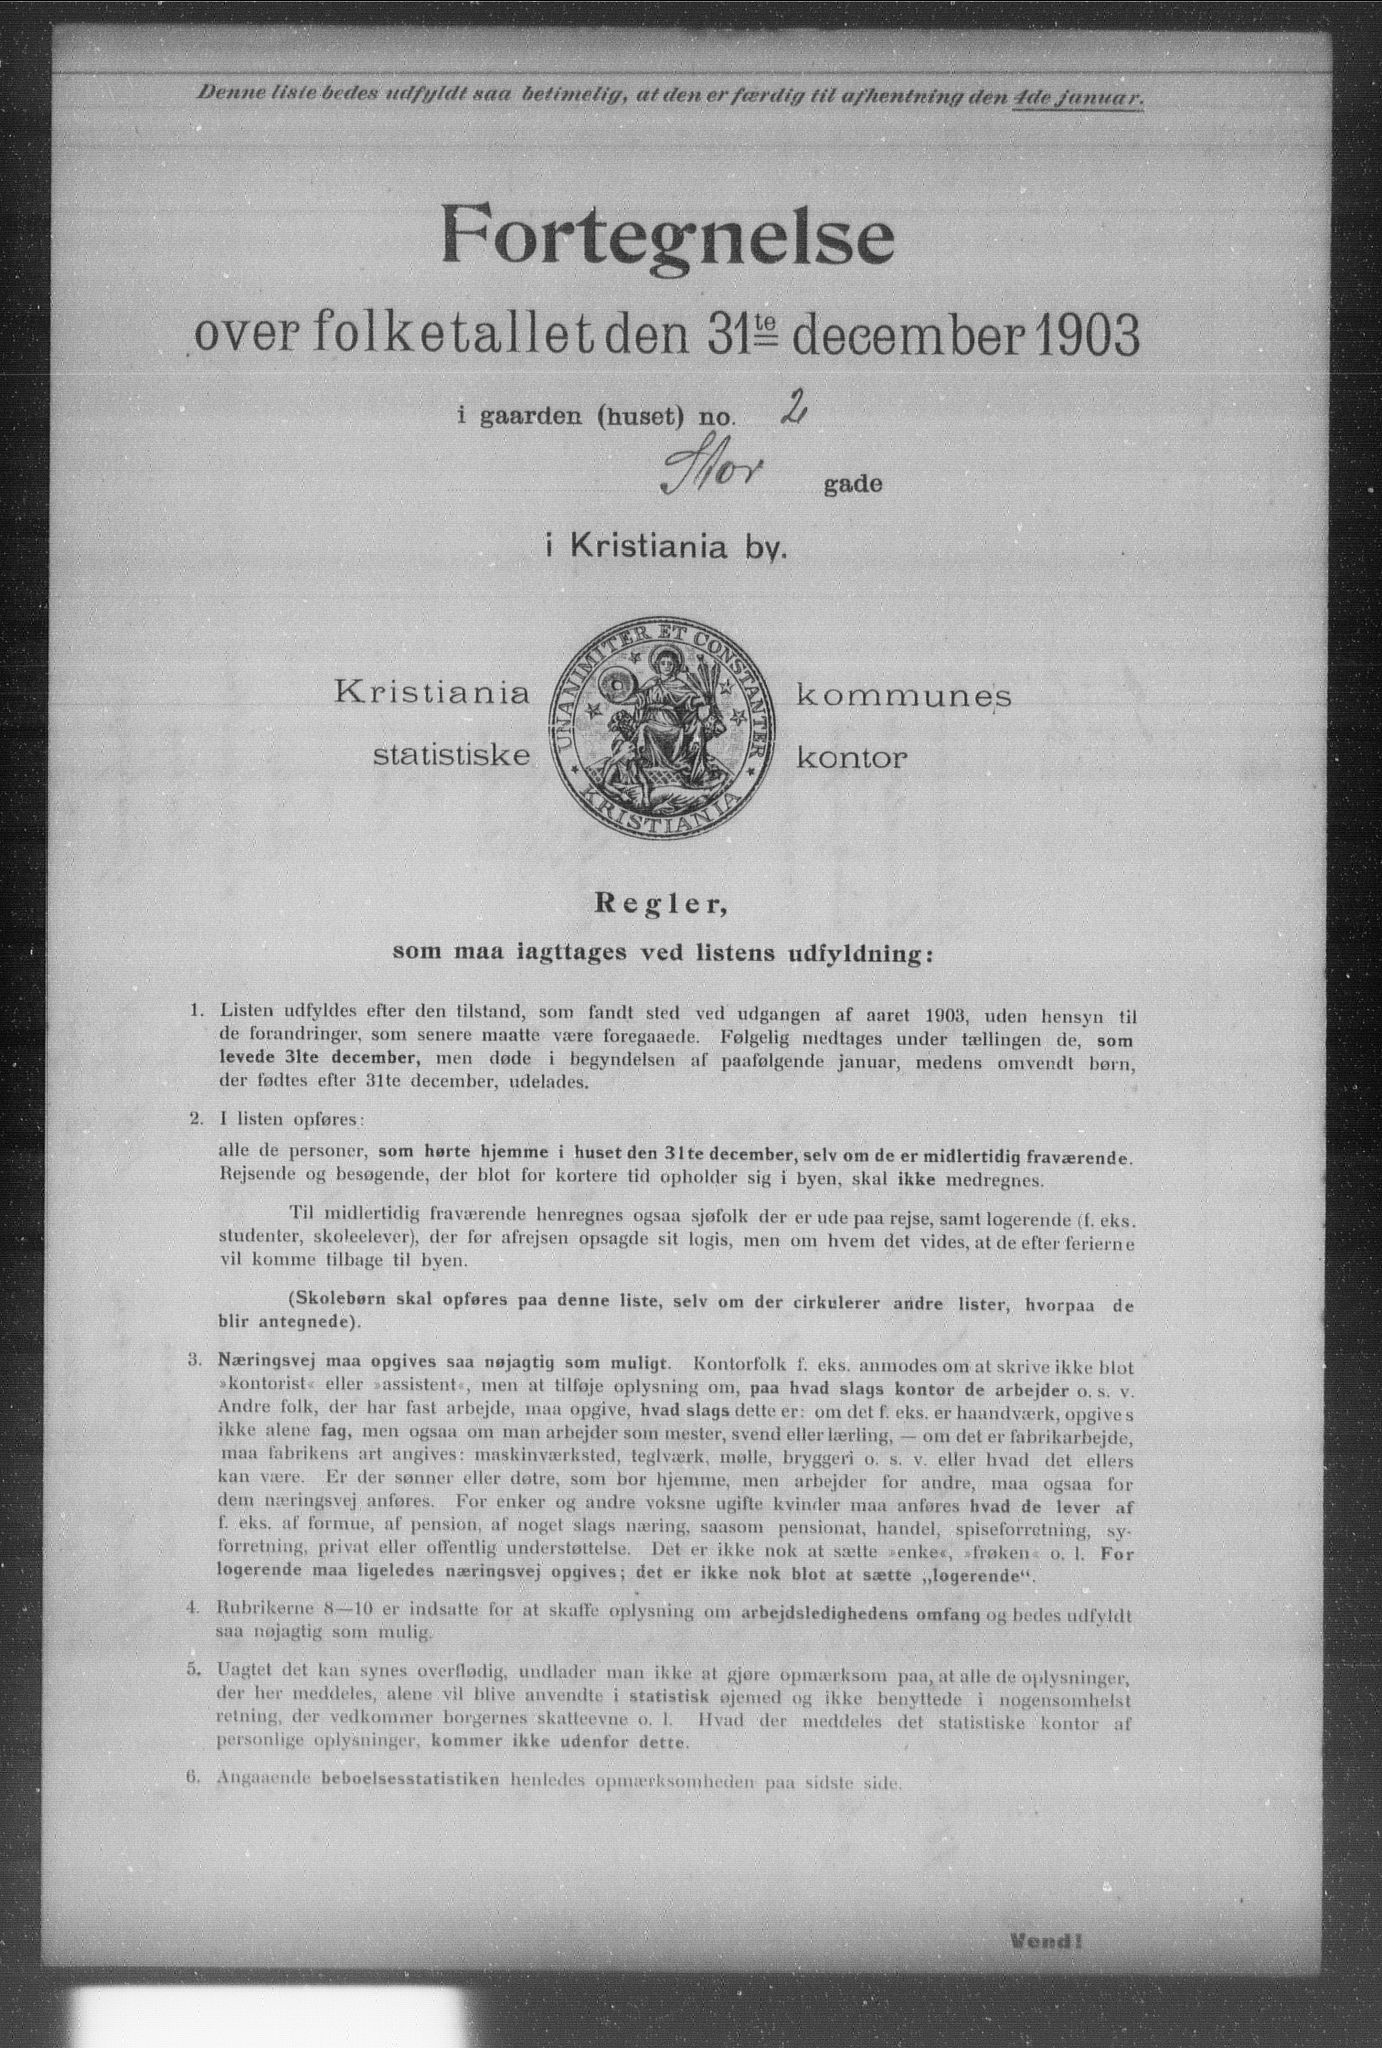 Denne liste bedes udfyldt saa betimelig, at den er færdig til afhentning den 4de januar.
Fortegnelse
over folketallet den 31te december 1903
i gaarden (huset) no. 2
Stor gade
i Kristiania by.
Kristiania kommunes
statistiske kontor
UNANIMITER ET CONSTANTER
KRISTIANIA
Regler,
som maa iagttages ved listens udfyldning:
1. Listen udfyldes efter den tilstand, som fandt sted ved udgangen af aaret 1903, uden hensyn til
de forandringer, som senere maatte være foregaaede. Følgelig medtages under tællingen de, som
levede 31te december, men døde i begyndelsen af paafølgende januar, medens omvendt børn,
der fødtes efter 31te december, udelades.
2. I listen opføres:
alle de personer, som hørte hjemme i huset den 31te december, selv om de er midlertidig fraværende.
Rejsende og besøgende, der blot for kortere tid opholder sig i byen, skal ikke medregnes.
Til midlertidig fraværende henregnes ogsaa sjøfolk der er ude paa rejse, samt logerende (f. eks.
studenter, skoleelever), der før afrejsen opsagde sit logis, men om hvem det vides, at de efter ferierne
vil komme tilbage til byen.
(Skolebørn skal opføres paa denne liste, selv om der cirkulerer andre lister, hvorpaa de
blir antegnede).
3. Næringsvej maa opgives saa nøjagtig som muligt. Kontorfolk f. eks. anmodes om at skrive ikke blot
»kontorist« eller »assistent«, men at tilføje oplysning om, paa hvad slags kontor de arbejder o. s. v.
Andre folk, der har fast arbejde, maa opgive, hvad slags dette er: om det f. eks. er haandværk, opgives
ikke alene fag, men ogsaa om man arbejder som mester, svend eller lærling, — om det er fabrikarbejde,
maa fabrikens art angives: maskinværksted, teglværk, mølle, bryggeri o. s. v. eller hvad det ellers
kan være. Er der sønner eller døtre, som bor hjemme, men arbejder for andre, maa ogsaa for
dem næringsvej anføres. For enker og andre voksne ugifte kvinder maa anføres hvad de lever af
f. eks. af formue, af pension, af noget slags næring, saasom pensionat, handel, spiseforretning, sy-
forretning, privat eller offentlig understøttelse. Det er ikke nok at sætte »enke«, »frøken« o. l. For
logerende maa ligeledes næringsvej opgives; det er ikke nok blot at sætte „logerende“.
4. Rubrikerne 8—10 er indsatte for at skaffe oplysning om arbejdsledighedens omfang og bedes udfyldt
saa nøjagtig som mulig.
5. Uagtet det kan synes overflødig, undlader man ikke at gjøre opmærksom paa, at alle de oplysninger,
der her meddeles, alene vil blive anvendte i statistisk øjemed og ikke benyttede i nogensomhelst
retning, der vedkommer borgernes skatteevne o. l. Hvad der meddeles det statistiske kontor af
personlige oplysninger, kommer ikke udenfor dette.
6. Angaaende beboelsesstatistiken henledes opmærksomheden paa sidste side.
Vend!